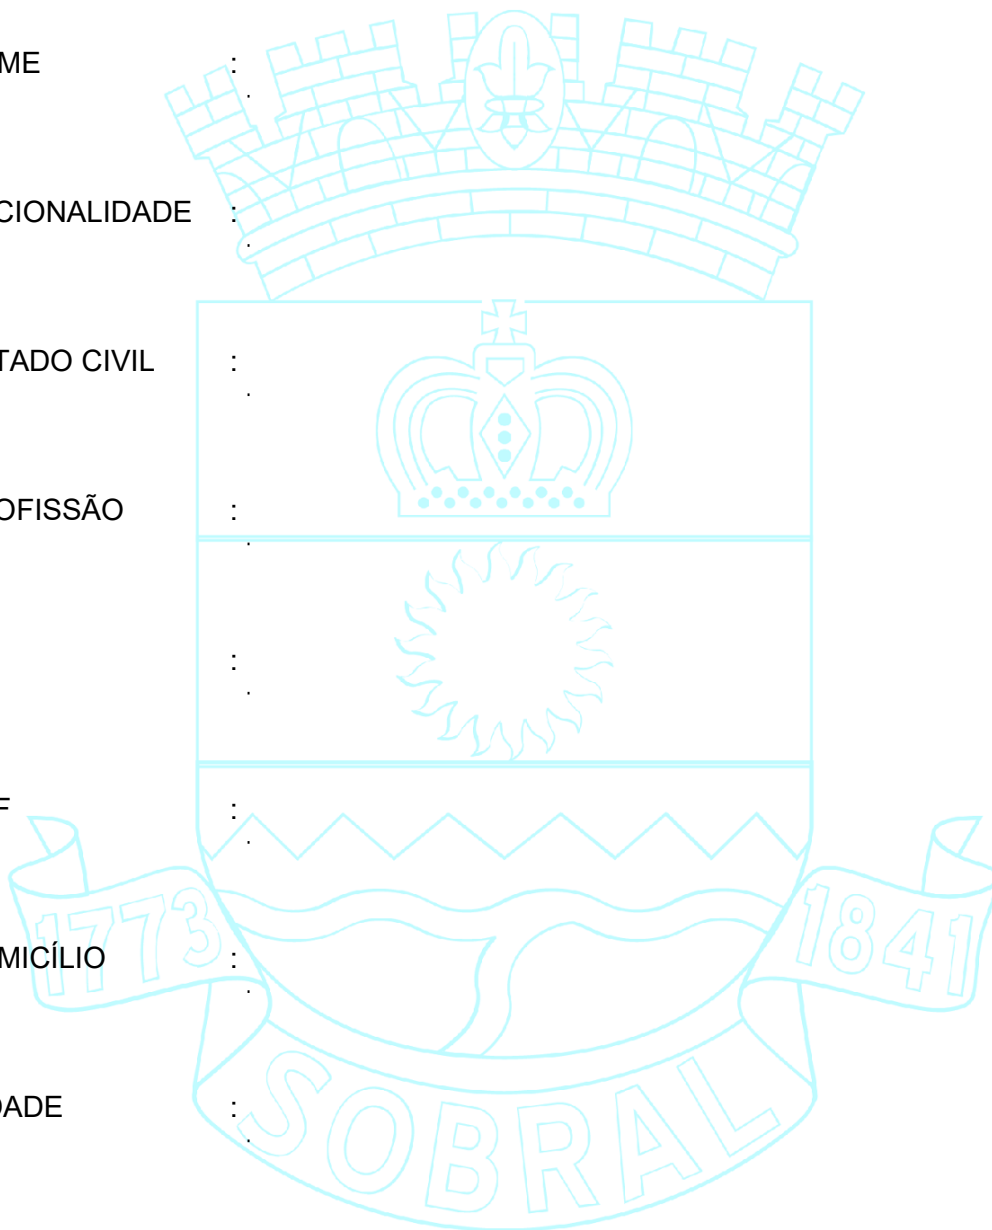 ME :
.
CIONALIDADE :
.
TADO CIVIL :
.
OFISSÃO :
.
:
.
F :
.
1773 1841
MICÍLIO :
.
DADE :
.
SOBRAL